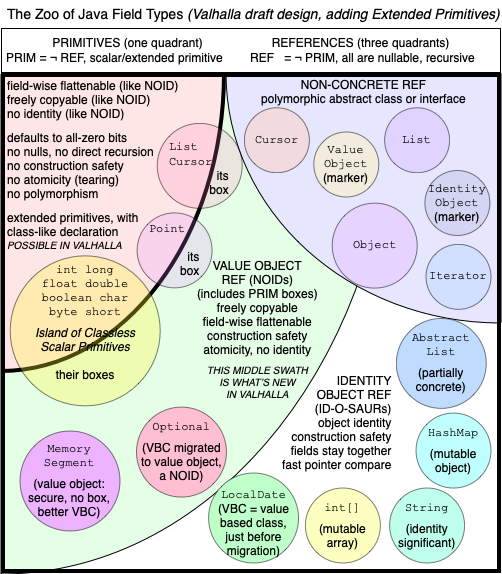 The Zoo of Java Field Types (Valhalla draft design, adding Extended Primitives)
PRIMITIVES (one quadrant)
PRIM = ¬ REF, scalar/extended primitive
REFERENCES (three quadrants)
REF = ¬ PRIM, all are nullable, recursive
field-wise flattenable (like NOID)
freely copyable (like NOID)
no identity (like NOID)
defaults to all-zero bits
no nulls, no direct recursion
no construction safety
no atomicity (tearing)
no polymorphism
extended primitives, with
class-like declaration
POSSIBLE IN VALHALLA
List
Cursor
its
box
Point
its
box
int long
float double
boolean char
byte short
Island of Classless
Scalar Primitives
their boxes
NON-CONCRETE REF
polymorphic abstract class or interface
Cursor
Value
Object
(marker)
List
Identity
Object
(marker)
Object
Iterator
VALUE OBJECT
REF (NOIDs)
(includes PRIM boxes)
freely copyable
field-wise flattenable
construction safety
atomicity, no identity
THIS MIDDLE SWATH
IS WHAT'S NEW
IN VALHALLA
Abstract
List
(partially
concrete)
IDENTITY
OBJECT REF
(ID-O-SAURs)
object identity
construction safety
fields stay together
fast pointer compare
HashMap
(mutable
object)
Optional
(VBC migrated
to value object,
a NOID)
Memory
Segment
(value object:
secure, no box,
better VBC)
LocalDate
(VBC = value
based class,
just before
migration)
int[]
(mutable
array)
String
(identity
significant)